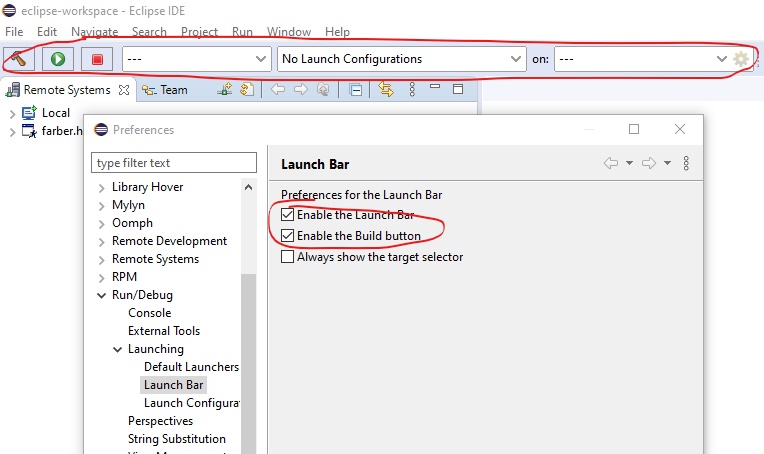 eclipse-workspace - Eclipse IDE
File Edit Navigate Search Project Run Window Help
--- No Launch Configurations on: ---
Remote Systems Team
Local
farber.h
Preferences
type filter text
Launch Bar
Library Hover
Mylyn
Oomph
Remote Development
Remote Systems
RPM
Run/Debug
Console
External Tools
Launching
Default Launchers
Launch Bar
Launch Configurat
Perspectives
String Substitution
Preferences for the Launch Bar
Enable the Launch Bar
Enable the Build button
Always show the target selector